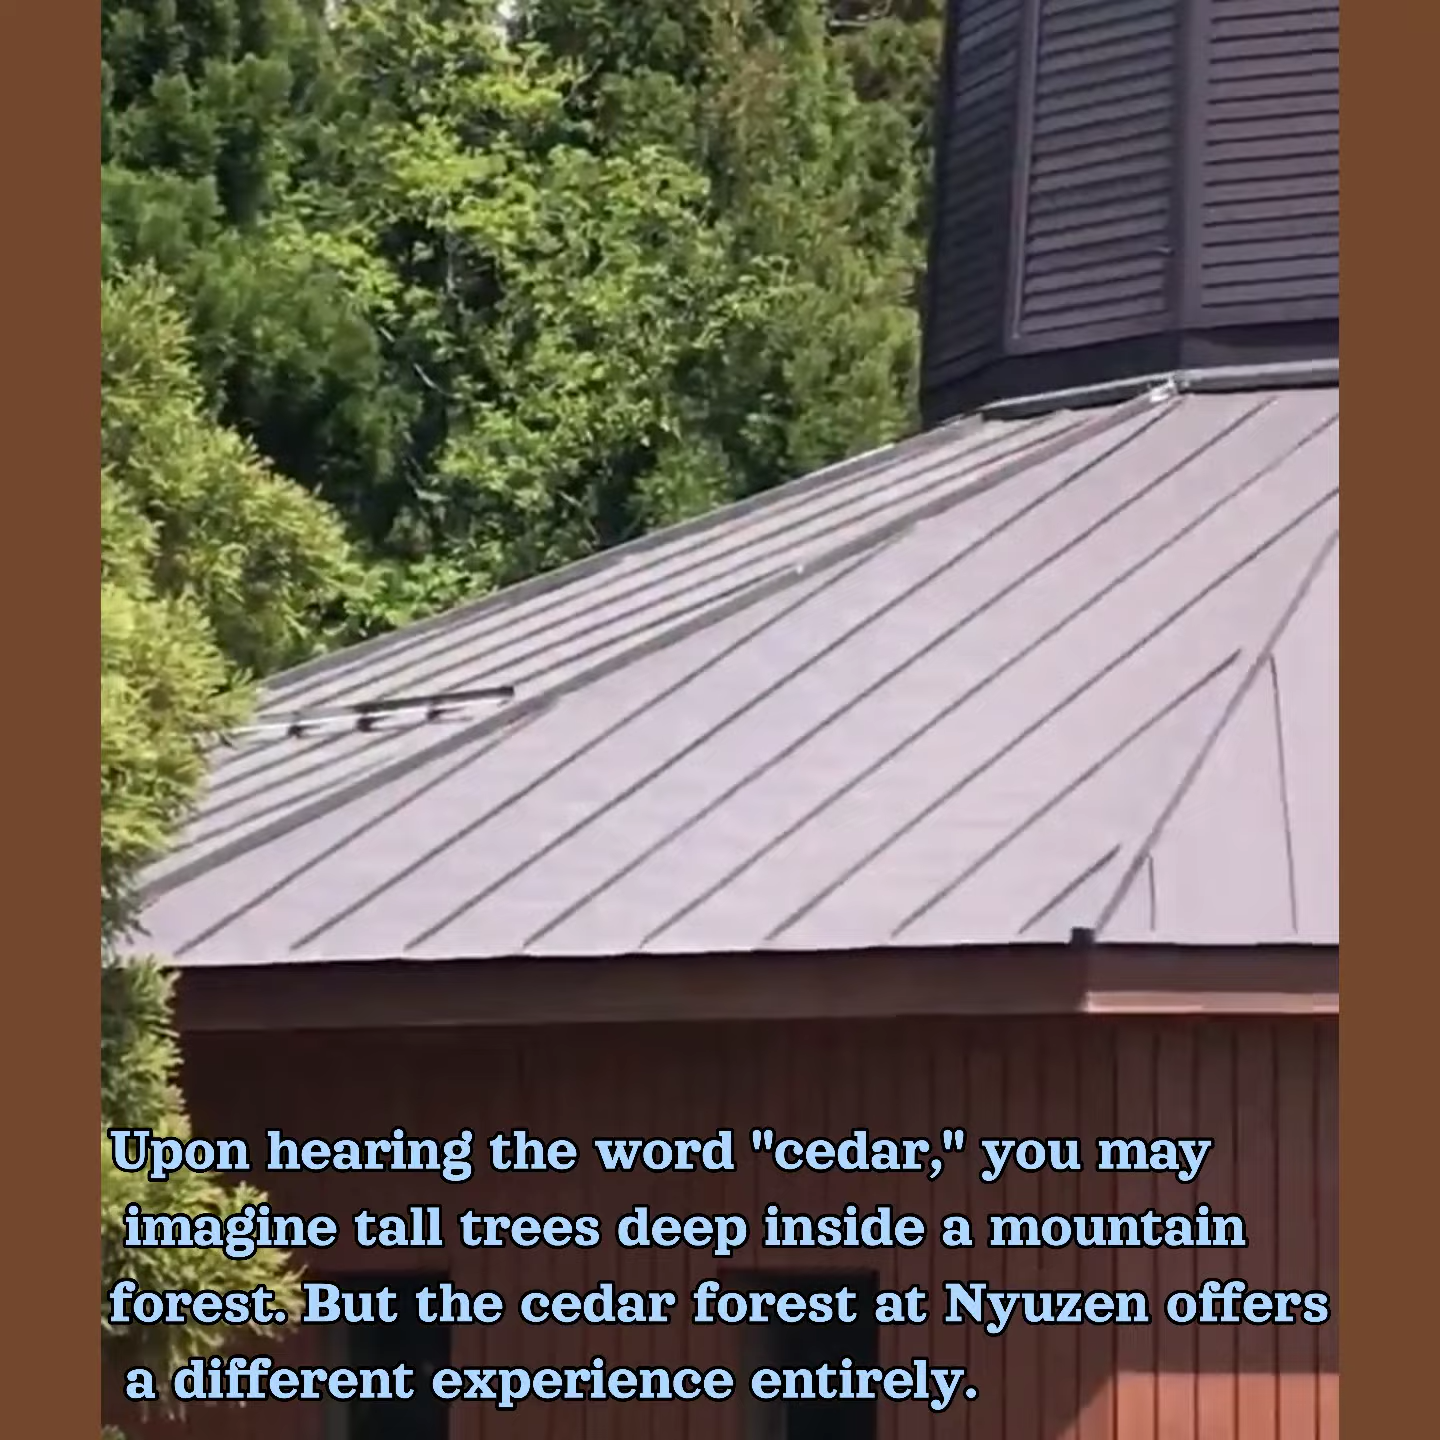 Upon hearing the word "cedar," you may
imagine tall trees deep inside a mountain
forest. But the cedar forest at Nyuzen offers
a different experience entirely.